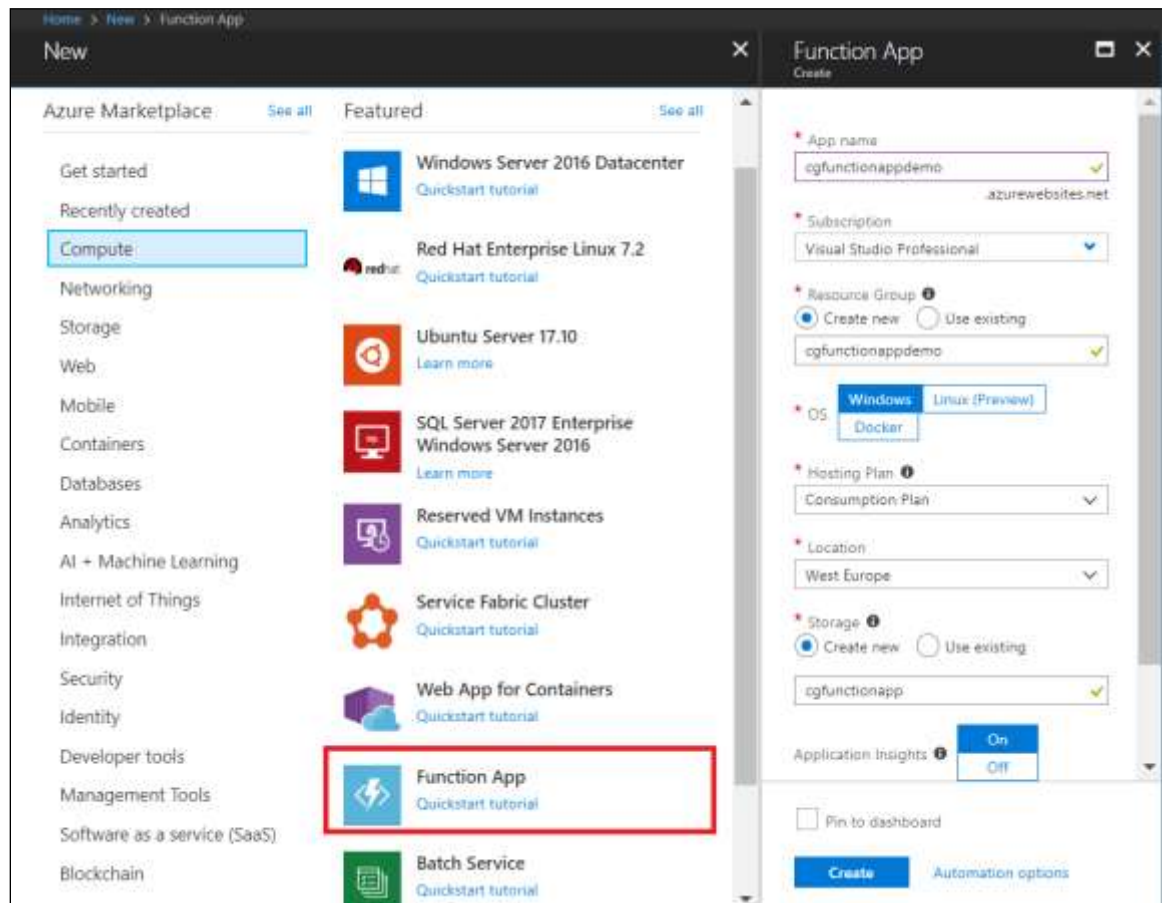 Home > New > Function App
New
Azure Marketplace See all
Get started
Recently created
Compute
Networking
Storage
Web
Mobile
Containers
Databases
Analytics
AI + Machine Learning
Internet of Things
Integration
Security
Identity
Developer tools
Management Tools
Software as a service (SaaS)
Blockchain
Featured See all
Windows Server 2016 Datacenter
Quickstart tutorial
redhat
Red Hat Enterprise Linux 7.2
Quickstart tutorial
Ubuntu Server 17.10
Learn more
SQL Server 2017 Enterprise
Windows Server 2016
Learn more
Reserved VM Instances
Quickstart tutorial
Service Fabric Cluster
Quickstart tutorial
Web App for Containers
Quickstart tutorial
Function App
Quickstart tutorial
Batch Service
Quickstart tutorial
Function App
Create
* App name
cgfunctionappdemo
.azurewebsites.net
* Subscription
Visual Studio Professional
* Resource Group
Create new Use existing
cgfunctionappdemo
* OS Windows Linux (Preview)
Docker
* Hosting Plan
Consumption Plan
* Location
West Europe
* Storage
Create new Use existing
cgfunctionapp
Application Insights On
Off
Pin to dashboard
Create Automation options